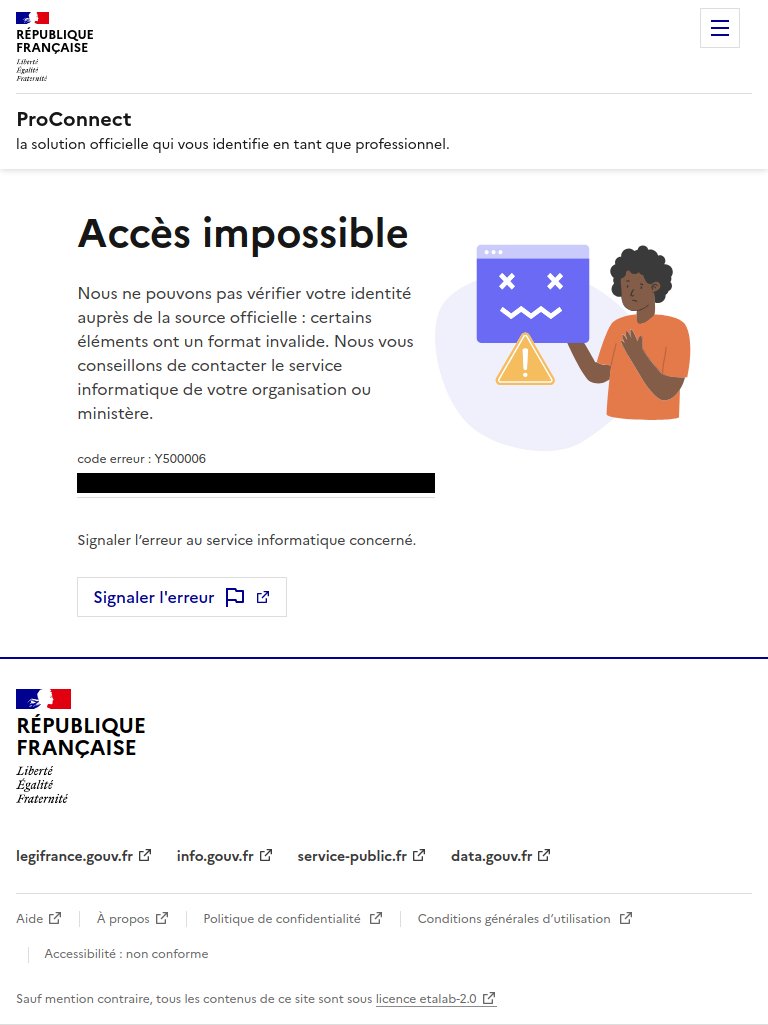 RÉPUBLIQUE
FRANÇAISE
Liberté
Égalité
Fraternité
ProConnect
la solution officielle qui vous identifie en tant que professionnel.
Accès impossible
Nous ne pouvons pas vérifier votre identité
auprès de la source officielle : certains
éléments ont un format invalide. Nous vous
conseillons de contacter le service
informatique de votre organisation ou
ministère.
code erreur : Y500006
Signaler l’erreur au service informatique concerné.
Signaler l'erreur
RÉPUBLIQUE
FRANÇAISE
Liberté
Égalité
Fraternité
legifrance.gouv.fr info.gouv.fr service-public.fr data.gouv.fr
Aide À propos Politique de confidentialité Conditions générales d’utilisation
Accessibilité : non conforme
Sauf mention contraire, tous les contenus de ce site sont sous licence etalab-2.0